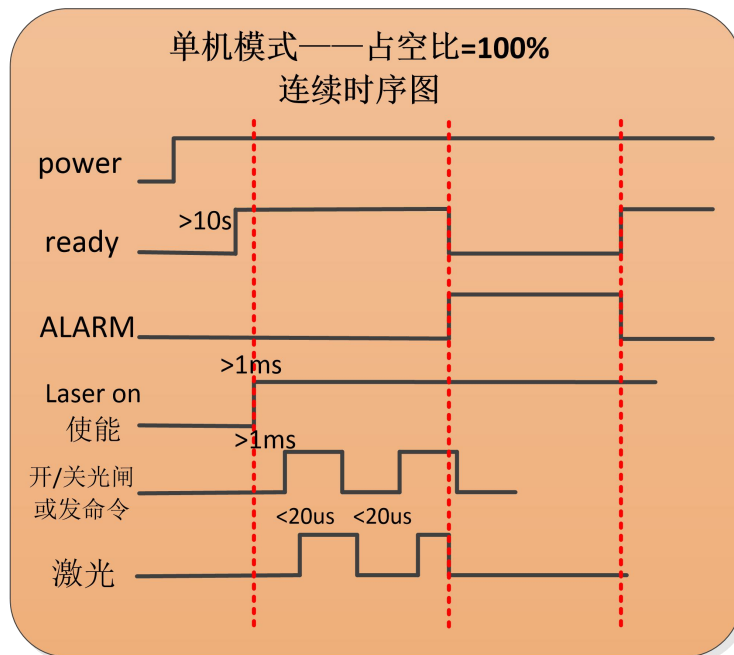 单机模式——占空比=100%
连续时序图
power
>10s
ready
ALARM
>1ms
Laser on
使能
>1ms
开/关光闸
或发命令
<20us <20us
激光